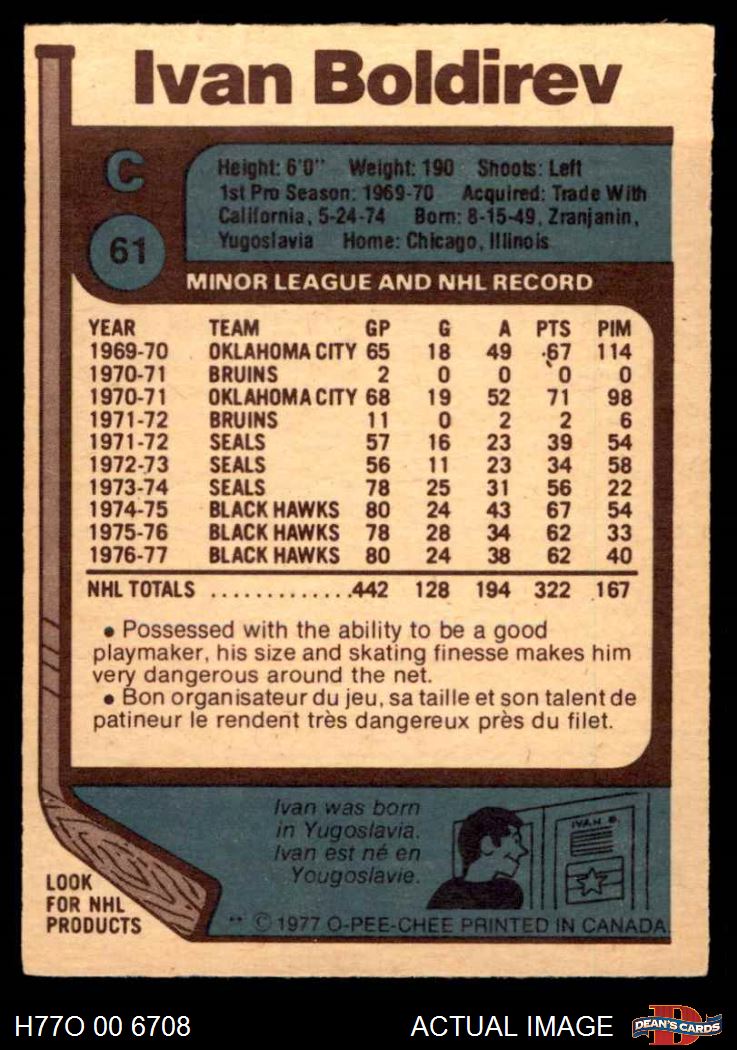 Ivan Boldirev
C
61
Height: 6'0" Weight: 190 Shoots: Left
1st Pro Season: 1969-70 Acquired: Trade With
California, 5-24-74 Born: 8-15-49, Zranjanin,
Yugoslavia Home: Chicago, Illinois
MINOR LEAGUE AND NHL RECORD
YEAR TEAM GP G A PTS PIM
1969-70 OKLAHOMA CITY 65 18 49 67 114
1970-71 BRUINS 2 0 0 0 0
1970-71 OKLAHOMA CITY 68 19 52 71 98
1971-72 BRUINS 11 0 2 2 6
1971-72 SEALS 57 16 23 39 54
1972-73 SEALS 56 11 23 34 58
1973-74 SEALS 78 25 31 56 22
1974-75 BLACK HAWKS 80 24 43 67 54
1975-76 BLACK HAWKS 78 28 34 62 33
1976-77 BLACK HAWKS 80 24 38 62 40
NHL TOTALS .............442 128 194 322 167
• Possessed with the ability to be a good
playmaker, his size and skating finesse makes him
very dangerous around the net.
• Bon organisateur du jeu, sa taille et son talent de
patineur le rendent très dangereux près du filet.
Ivan was born
in Yugoslavia.
Ivan est né en
Yougoslavie.
IVAN B.
LOOK
FOR NHL
PRODUCTS
** © 1977 O-PEE-CHEE PRINTED IN CANADA
H77O 00 6708 ACTUAL IMAGE
D
DEAN'S CARDS